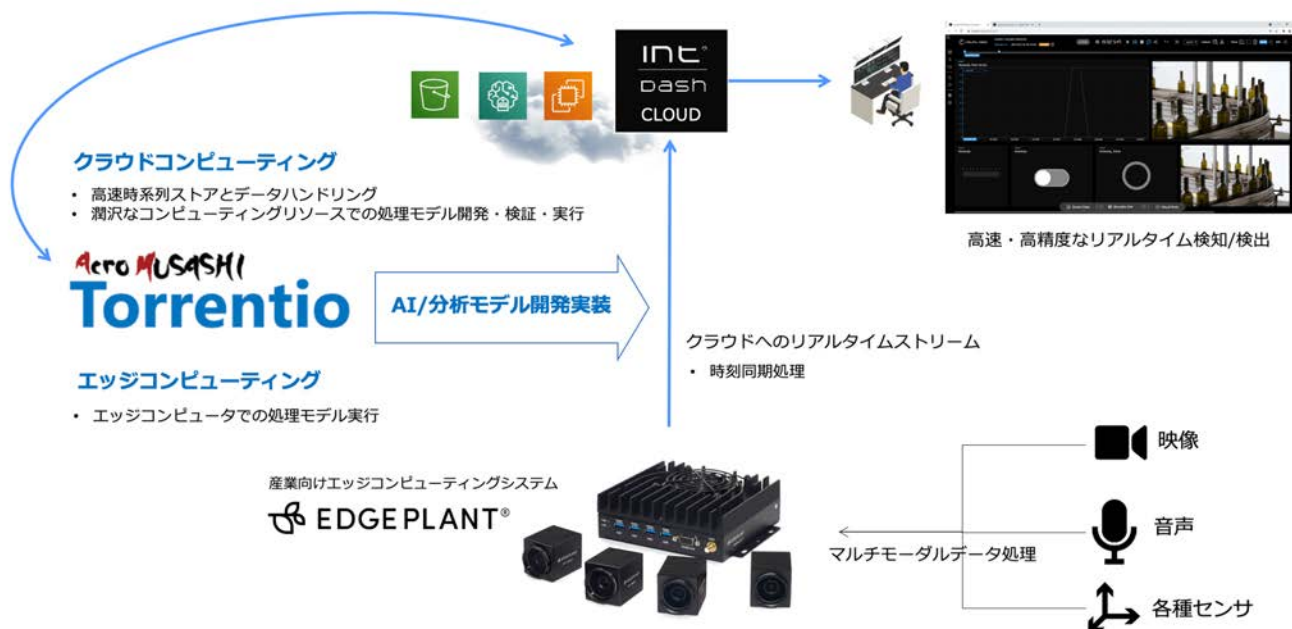 INT
DASH
CLOUD
クラウドコンピューティング
• 高速時系列ストアとデータハンドリング
• 潤沢なコンピューティングリソースでの処理モデル開発・検証・実行
高速・高精度なリアルタイム検知/検出
Acro MUSASHI
Torrentio
AI/分析モデル開発実装
クラウドへのリアルタイムストリーム
• 時刻同期処理
エッジコンピューティング
• エッジコンピュータでの処理モデル実行
産業向けエッジコンピューティングシステム
EDGEPLANT®
マルチモーダルデータ処理
映像
音声
各種センサ